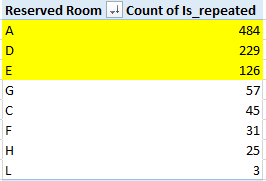 Reserved Room Count of Is_repeated
A 484
D 229
E 126
G 57
C 45
F 31
H 25
L 3